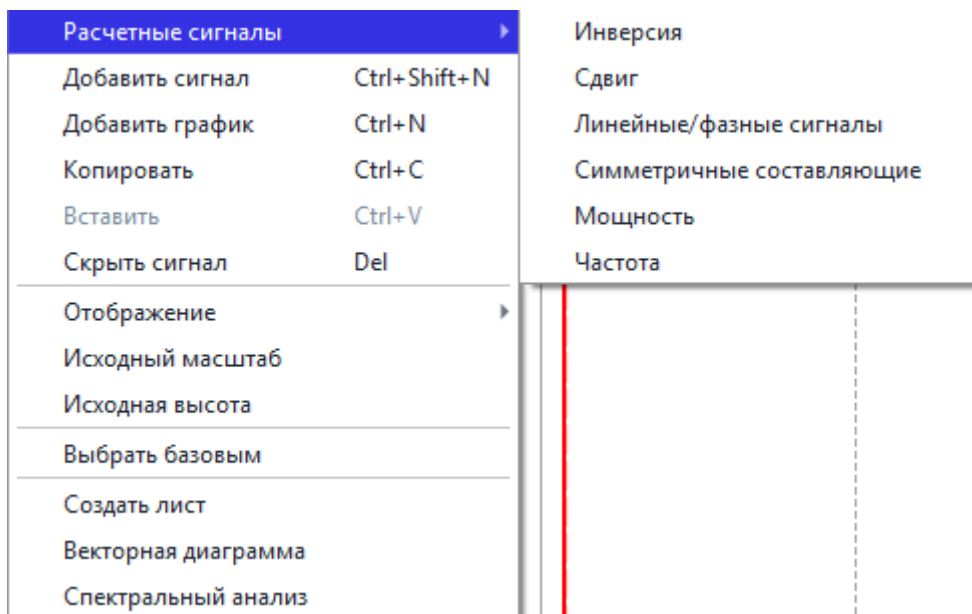 Расчетные сигналы
Добавить сигнал Ctrl+Shift+N
Добавить график Ctrl+N
Копировать Ctrl+C
Вставить Ctrl+V
Скрыть сигнал Del
Отображение
Исходный масштаб
Исходная высота
Выбрать базовым
Создать лист
Векторная диаграмма
Спектральный анализ
Инверсия
Сдвиг
Линейные/фазные сигналы
Симметричные составляющие
Мощность
Частота